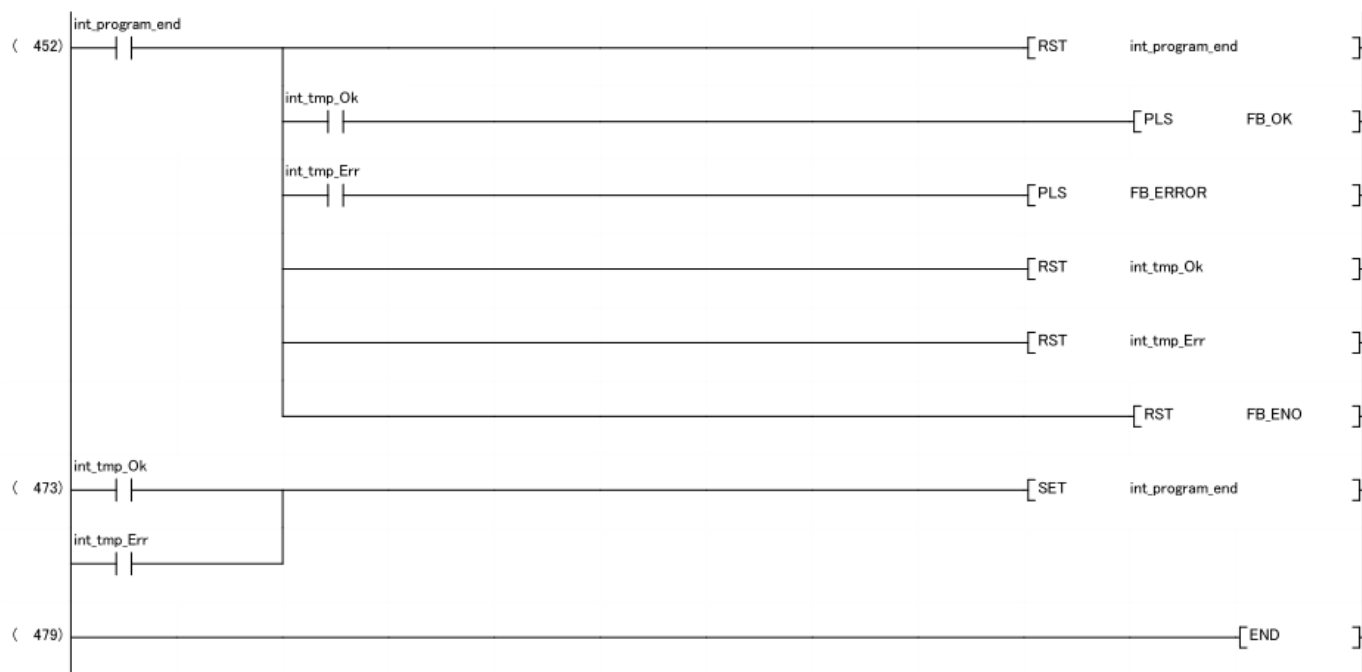 int_program_end
( 452) RST int_program_end
int_tmp_Ok
PLS FB_OK
int_tmp_Err
PLS FB_ERROR
RST int_tmp_Ok
RST int_tmp_Err
RST FB_ENO
int_tmp_Ok
( 473) SET int_program_end
int_tmp_Err
( 479) END